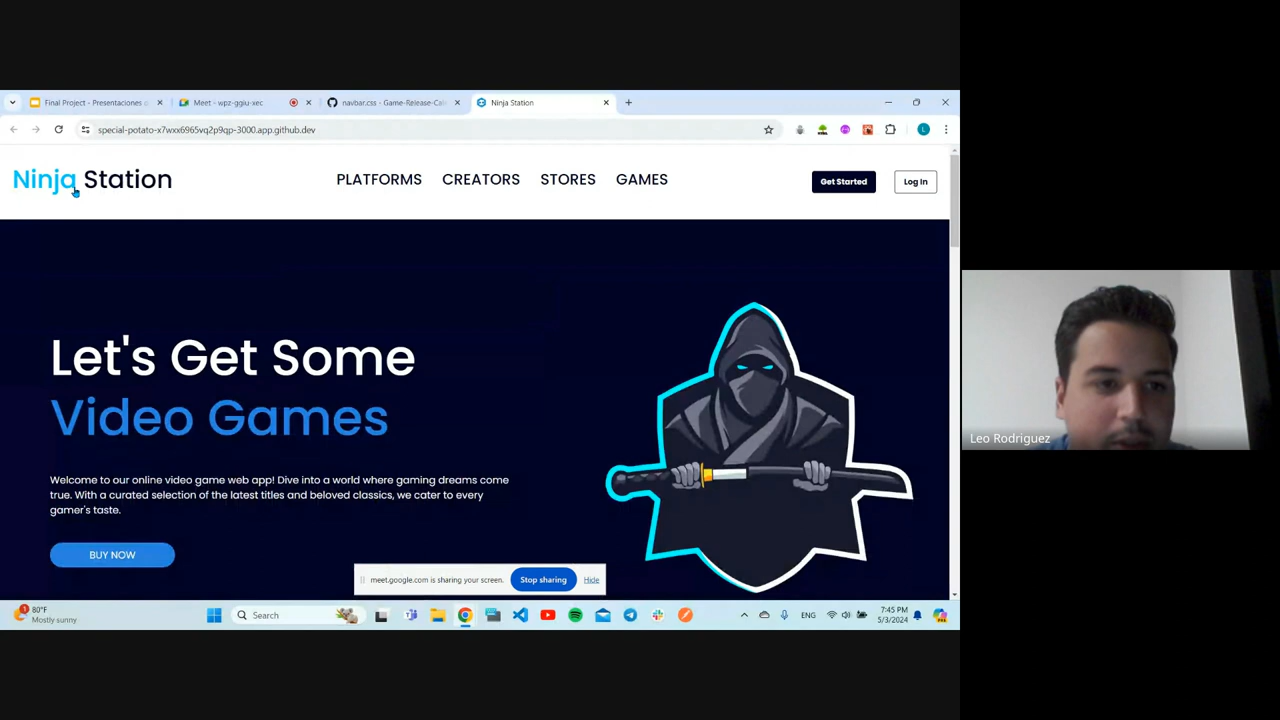 Final Project - Presentaciones d
Meet - wpz-ggiu-xec
navbar.css - Game-Release-Cale
Ninja Station
special-potato-x7wxx6965vq2p9qp-3000.app.github.dev
L
Ninja Station
PLATFORMS
CREATORS
STORES
GAMES
Get Started
Log In
Let's Get Some
Video Games
Welcome to our online video game web app! Dive into a world where gaming dreams come
true. With a curated selection of the latest titles and beloved classics, we cater to every
gamer's taste.
BUY NOW
meet.google.com is sharing your screen.
Stop sharing
Hide
Leo Rodriguez
1
80°F
Mostly sunny
Search
ENG
7:45 PM
5/3/2024